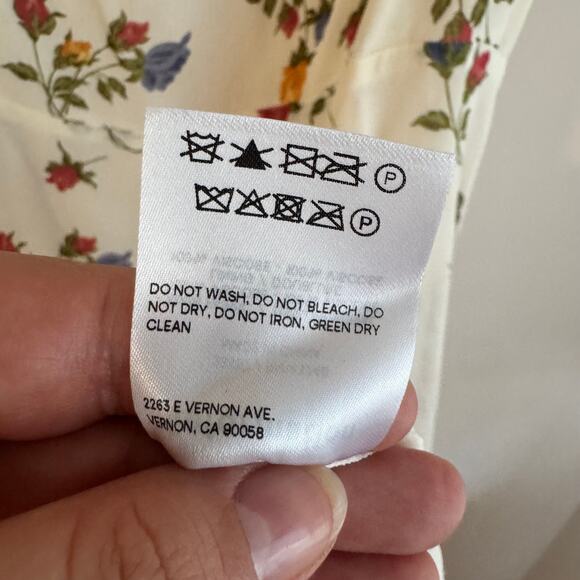 P
P
DO NOT WASH, DO NOT BLEACH, DO
NOT DRY, DO NOT IRON, GREEN DRY
CLEAN
2263 E VERNON AVE.
VERNON, CA 90058